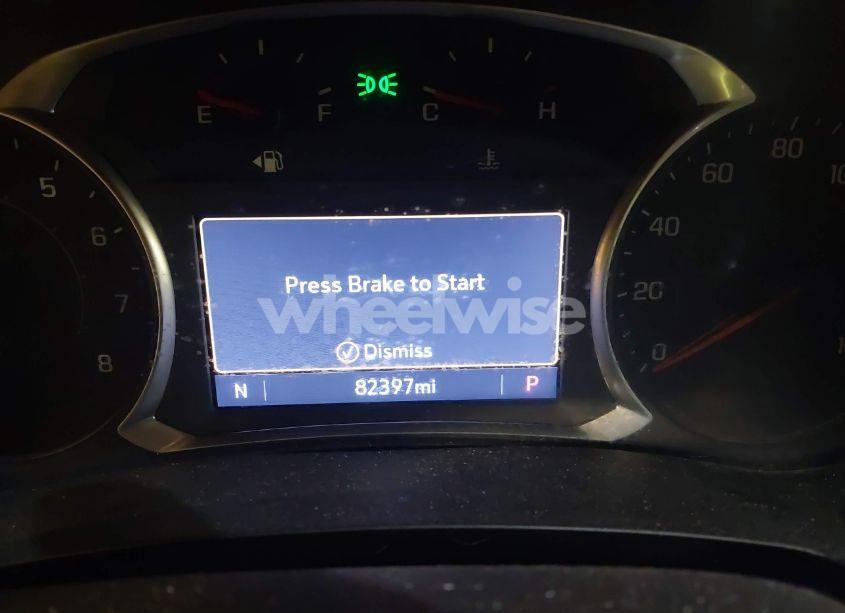 E F C H
5
6
7
8
0
20
40
60
80
Press Brake to Start
wheelwise
Dismiss
N 82397mi P